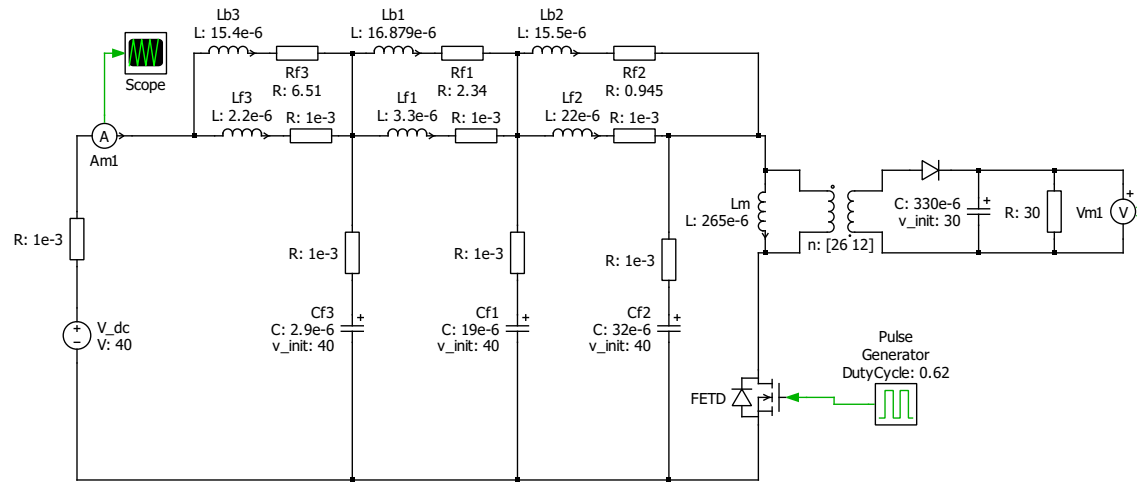 Lb3
L: 15.4e-6
Lb1
L: 16.879e-6
Lb2
L: 15.5e-6
Scope
Rf3
R: 6.51
Rf1
R: 2.34
Rf2
R: 0.945
Lf3
L: 2.2e-6
R: 1e-3
Lf1
L: 3.3e-6
R: 1e-3
Lf2
L: 22e-6
R: 1e-3
A
Am1
Lm
L: 265e-6
n: [26 12]
C: 330e-6
v_init: 30
+
R: 30
Vm1
V
+
R: 1e-3
R: 1e-3
R: 1e-3
R: 1e-3
V_dc
V: 40
+
−
Cf3
C: 2.9e-6
v_init: 40
+
Cf1
C: 19e-6
v_init: 40
+
Cf2
C: 32e-6
v_init: 40
+
FETD
Pulse
Generator
DutyCycle: 0.62